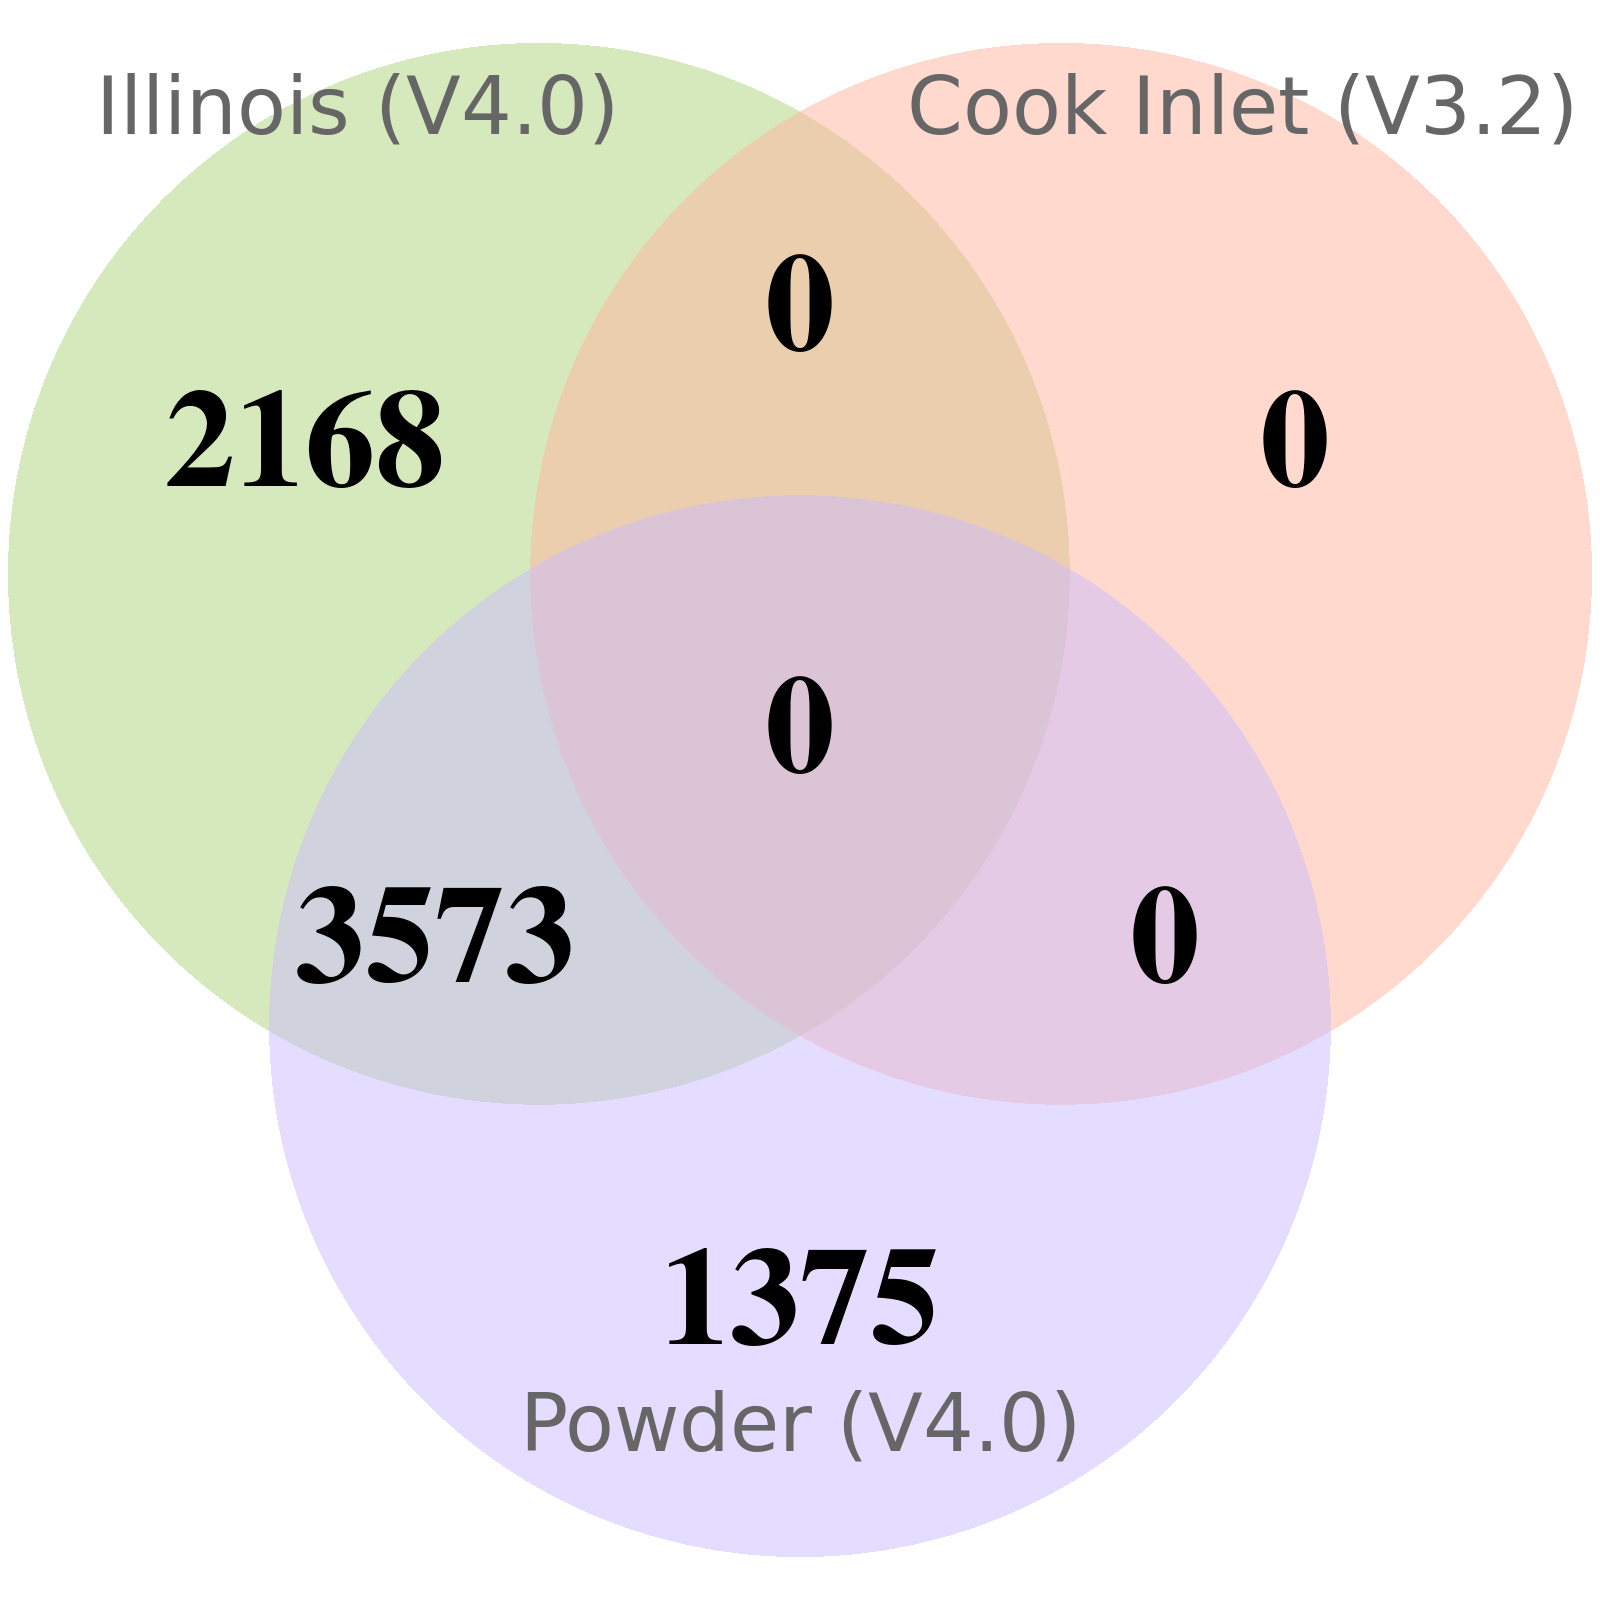 Illinois (V4.0)
Cook Inlet (V3.2)
0
2168
0
0
3573
0
1375
Powder (V4.0)